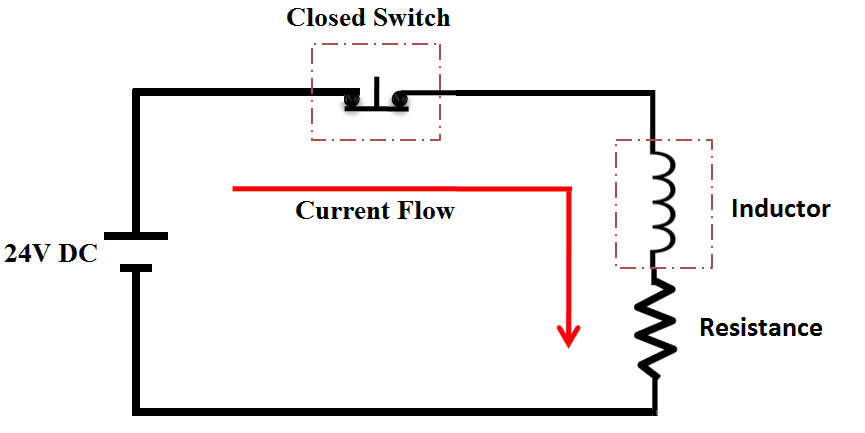 Closed Switch
Current Flow
Inductor
24V DC
Resistance